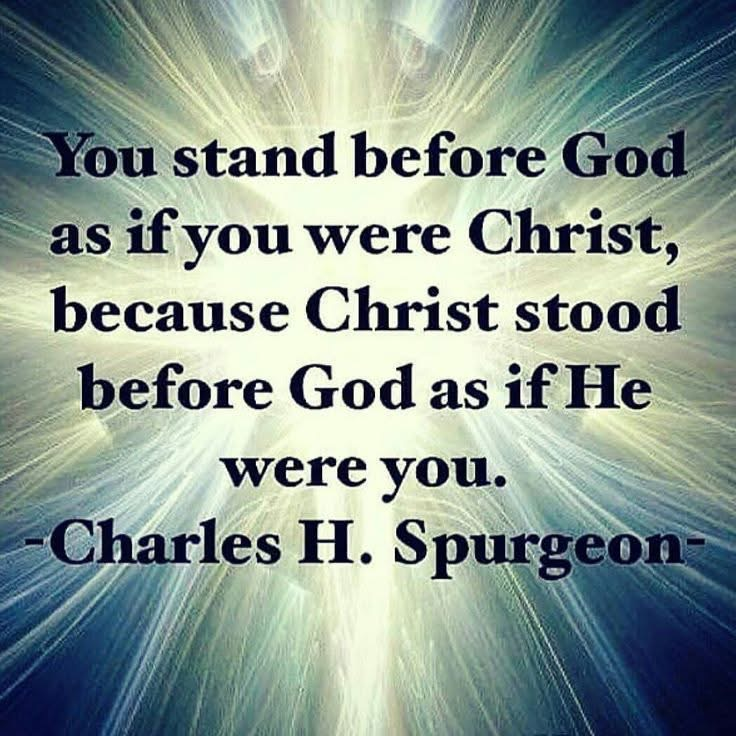 You stand before God
as if you were Christ,
because Christ stood
before God as if He
were you.
-Charles H. Spurgeon-